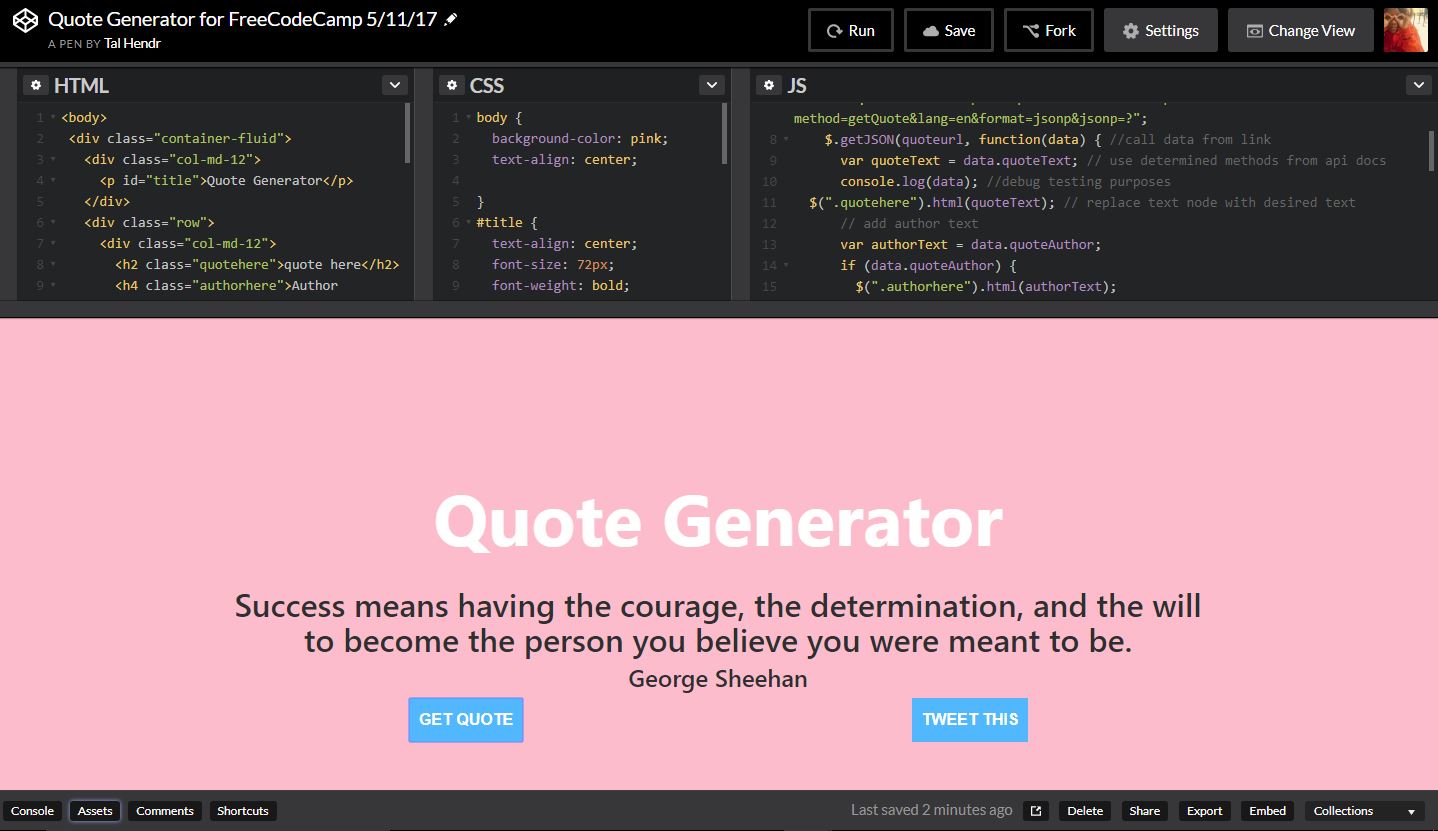 Quote Generator for FreeCodeCamp 5/11/17
A PEN BY Tal Hendr
Run
Save
Fork
Settings
Change View
HTML
1 <body>
2 <div class="container-fluid">
3 <div class="col-md-12">
4 <p id="title">Quote Generator</p>
5 </div>
6 <div class="row">
7 <div class="col-md-12">
8 <h2 class="quotehere">quote here</h2>
9 <h4 class="authorhere">Author
CSS
1 body {
2 background-color: pink;
3 text-align: center;
4
5 }
6 #title {
7 text-align: center;
8 font-size: 72px;
9 font-weight: bold;
JS
method=getQuote&lang=en&format=jsonp&jsonp=?";
8 $.getJSON(quoteurl, function(data) { //call data from link
9 var quoteText = data.quoteText; // use determined methods from api docs
10 console.log(data); //debug testing purposes
11 $(".quotehere").html(quoteText); // replace text node with desired text
12 // add author text
13 var authorText = data.quoteAuthor;
14 if (data.quoteAuthor) {
15 $(".authorhere").html(authorText);
Quote Generator
Success means having the courage, the determination, and the will
to become the person you believe you were meant to be.
George Sheehan
GET QUOTE
TWEET THIS
Console
Assets
Comments
Shortcuts
Last saved 2 minutes ago
Delete
Share
Export
Embed
Collections